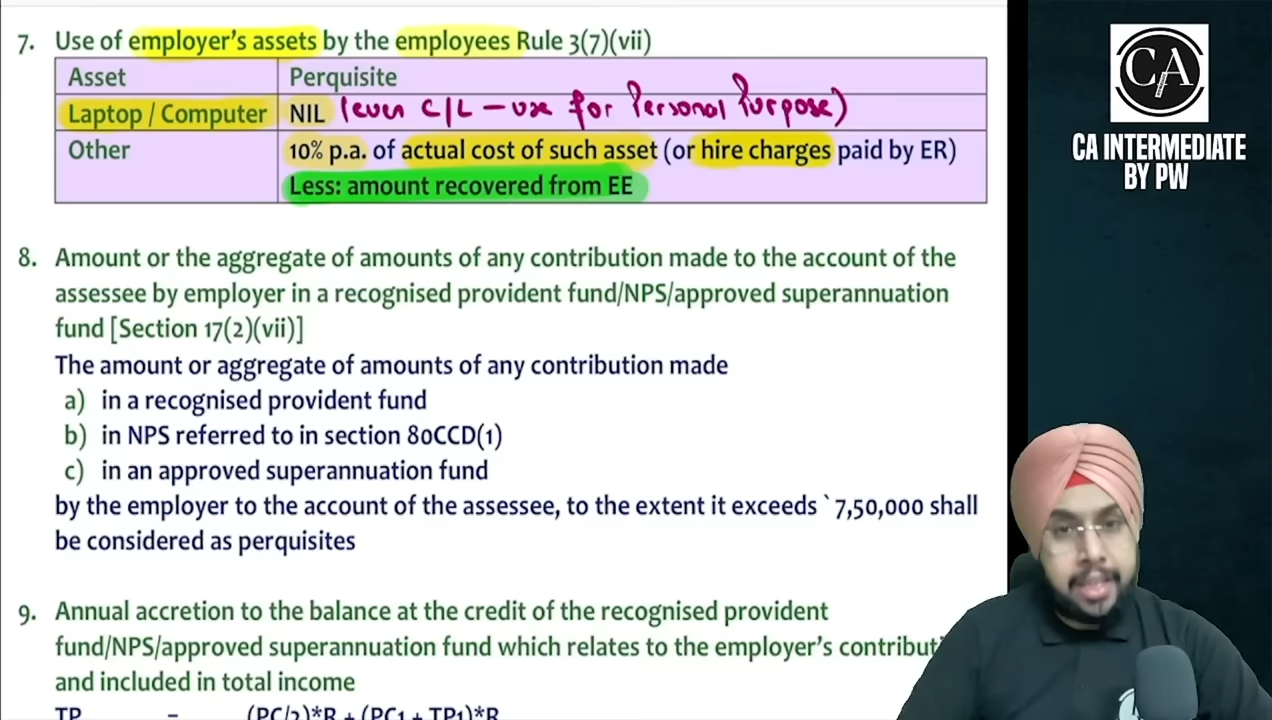 7. Use of employer's assets by the employees Rule 3(7)(vii)
Asset Perquisite
Laptop / Computer NIL (even C/L – use for Personal Purpose)
Other 10% p.a. of actual cost of such asset (or hire charges paid by ER)
Less: amount recovered from EE
8. Amount or the aggregate of amounts of any contribution made to the account of the
assessee by employer in a recognised provident fund/NPS/approved superannuation
fund [Section 17(2)(vii)]
The amount or aggregate of amounts of any contribution made
a) in a recognised provident fund
b) in NPS referred to in section 80CCD(1)
c) in an approved superannuation fund
by the employer to the account of the assessee, to the extent it exceeds `7,50,000 shall
be considered as perquisites
9. Annual accretion to the balance at the credit of the recognised provident
fund/NPS/approved superannuation fund which relates to the employer's contributi
and included in total income
TP = (PC/2)*R + (PC1 + TP1)*R
CA
CA INTERMEDIATE
BY PW